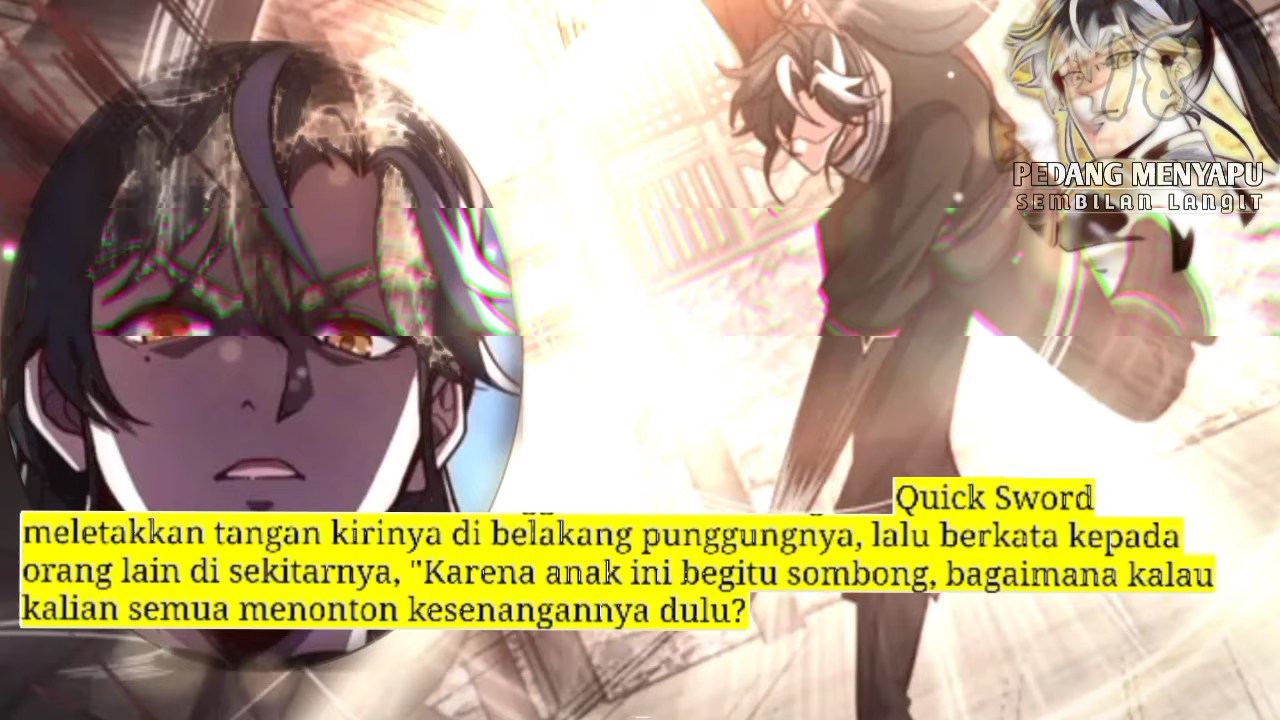 PEDANG MENYAPU
SEMBILAN LANGIT
Quick Sword
meletakkan tangan kirinya di belakang punggungnya, lalu berkata kepada
orang lain di sekitarnya, "Karena anak ini begitu sombong, bagaimana kalau
kalian semua menonton kesenangannya dulu?